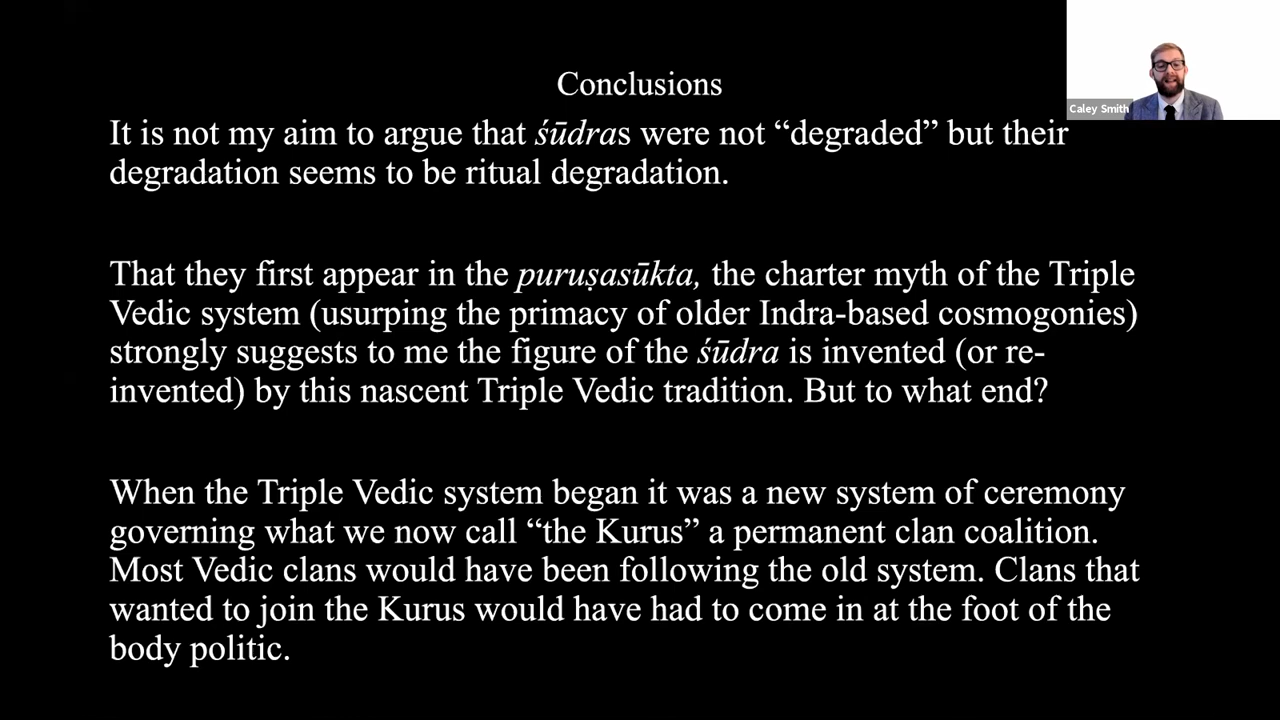 Conclusions
Caley Smith
It is not my aim to argue that śūdras were not “degraded” but their
degradation seems to be ritual degradation.
That they first appear in the puruṣasūkta, the charter myth of the Triple
Vedic system (usurping the primacy of older Indra-based cosmogonies)
strongly suggests to me the figure of the śūdra is invented (or re-
invented) by this nascent Triple Vedic tradition. But to what end?
When the Triple Vedic system began it was a new system of ceremony
governing what we now call “the Kurus” a permanent clan coalition.
Most Vedic clans would have been following the old system. Clans that
wanted to join the Kurus would have had to come in at the foot of the
body politic.